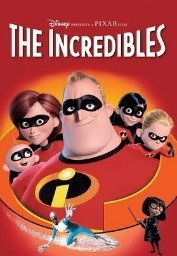 Disney PRESENTS A PIXAR FILM
THE INCREDIBLES
i